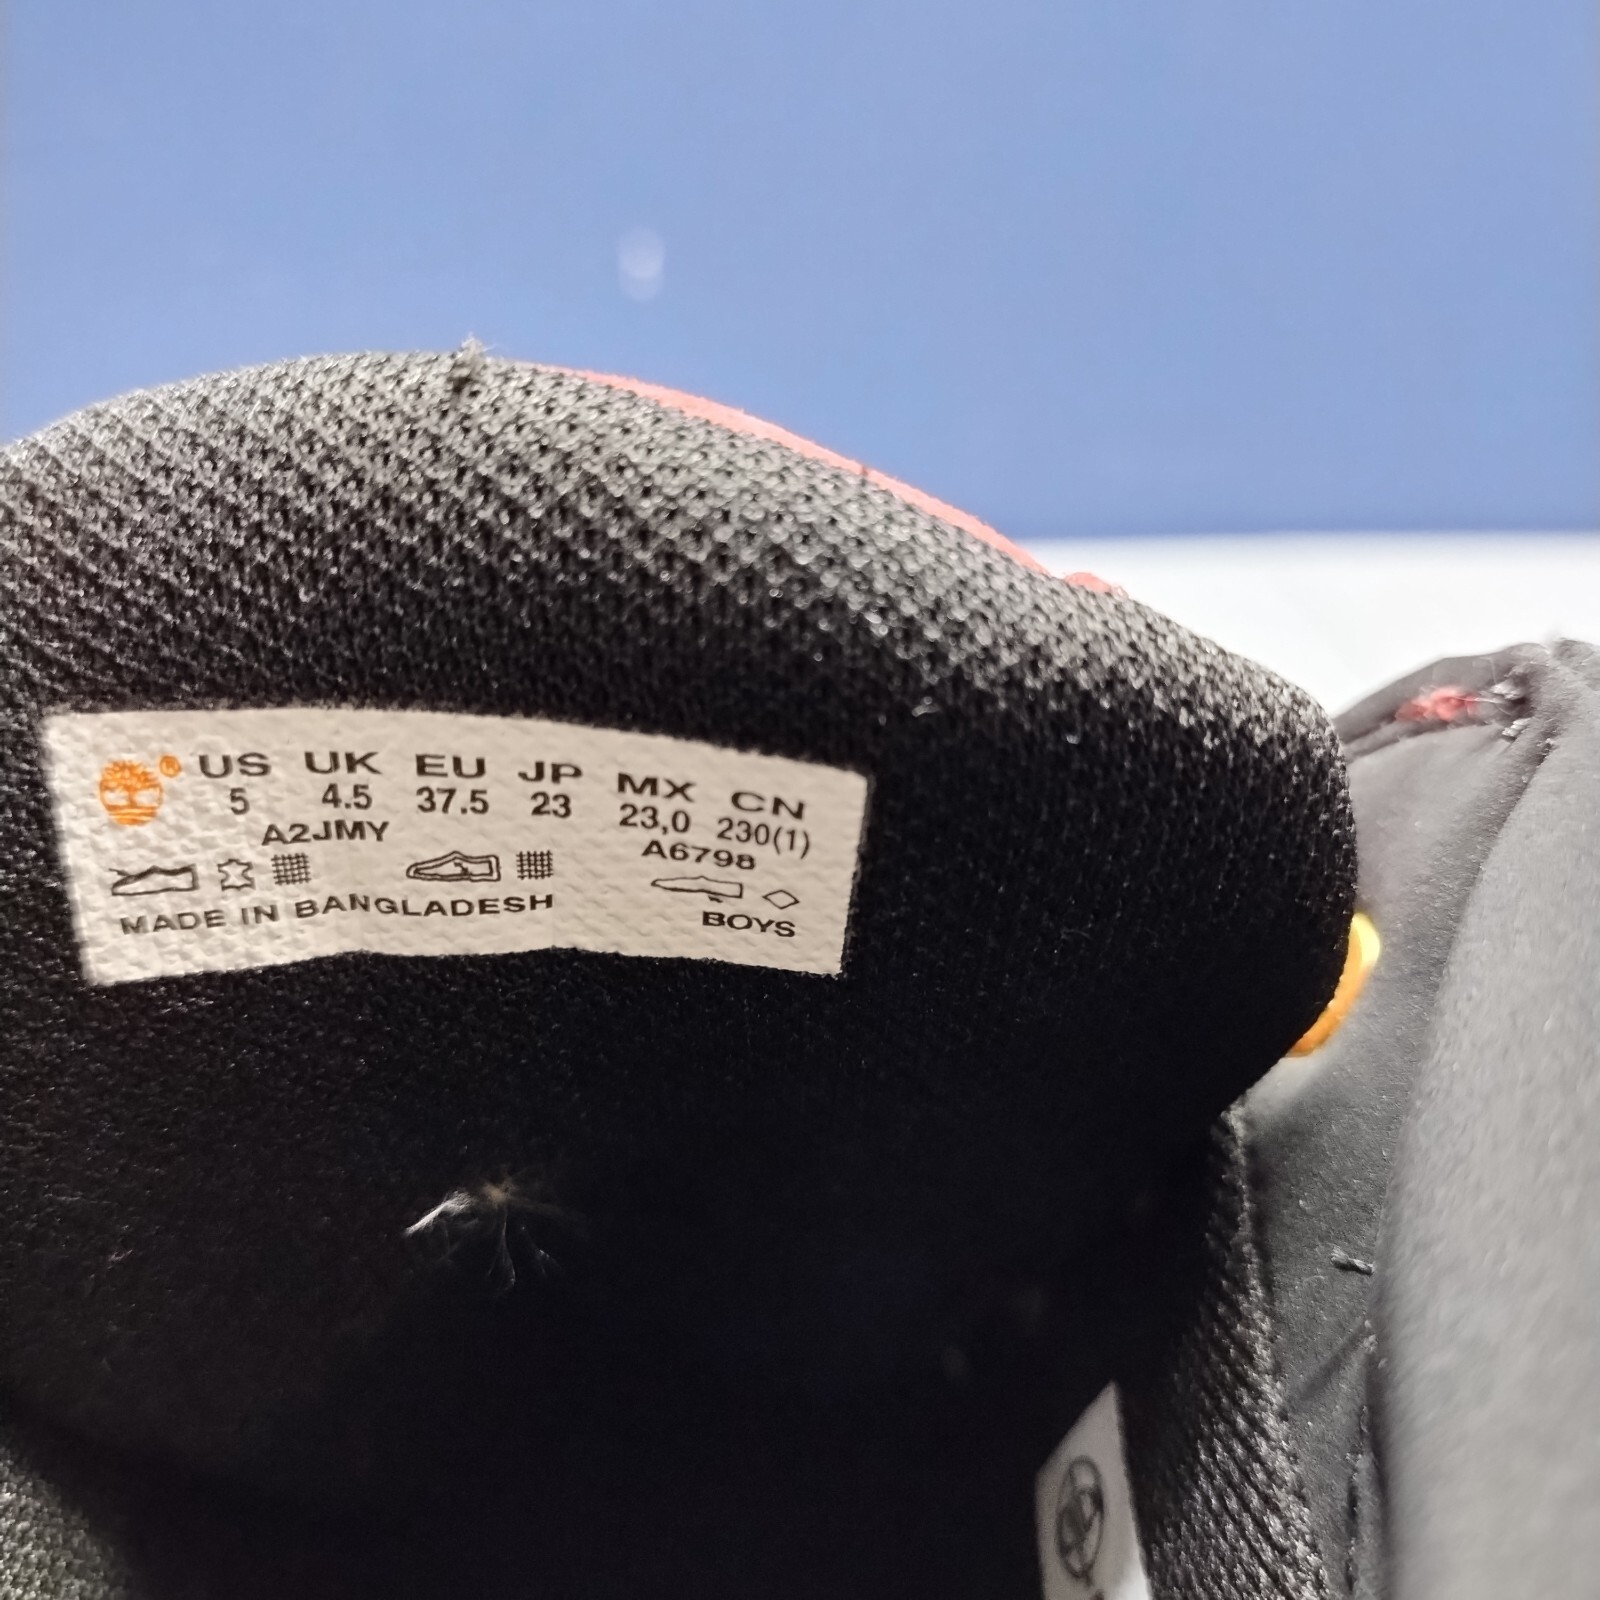 ® US UK EU JP MX CN
5 4.5 37.5 23 23,0 230(1)
A2JMY A6798
MADE IN BANGLADESH BOYS